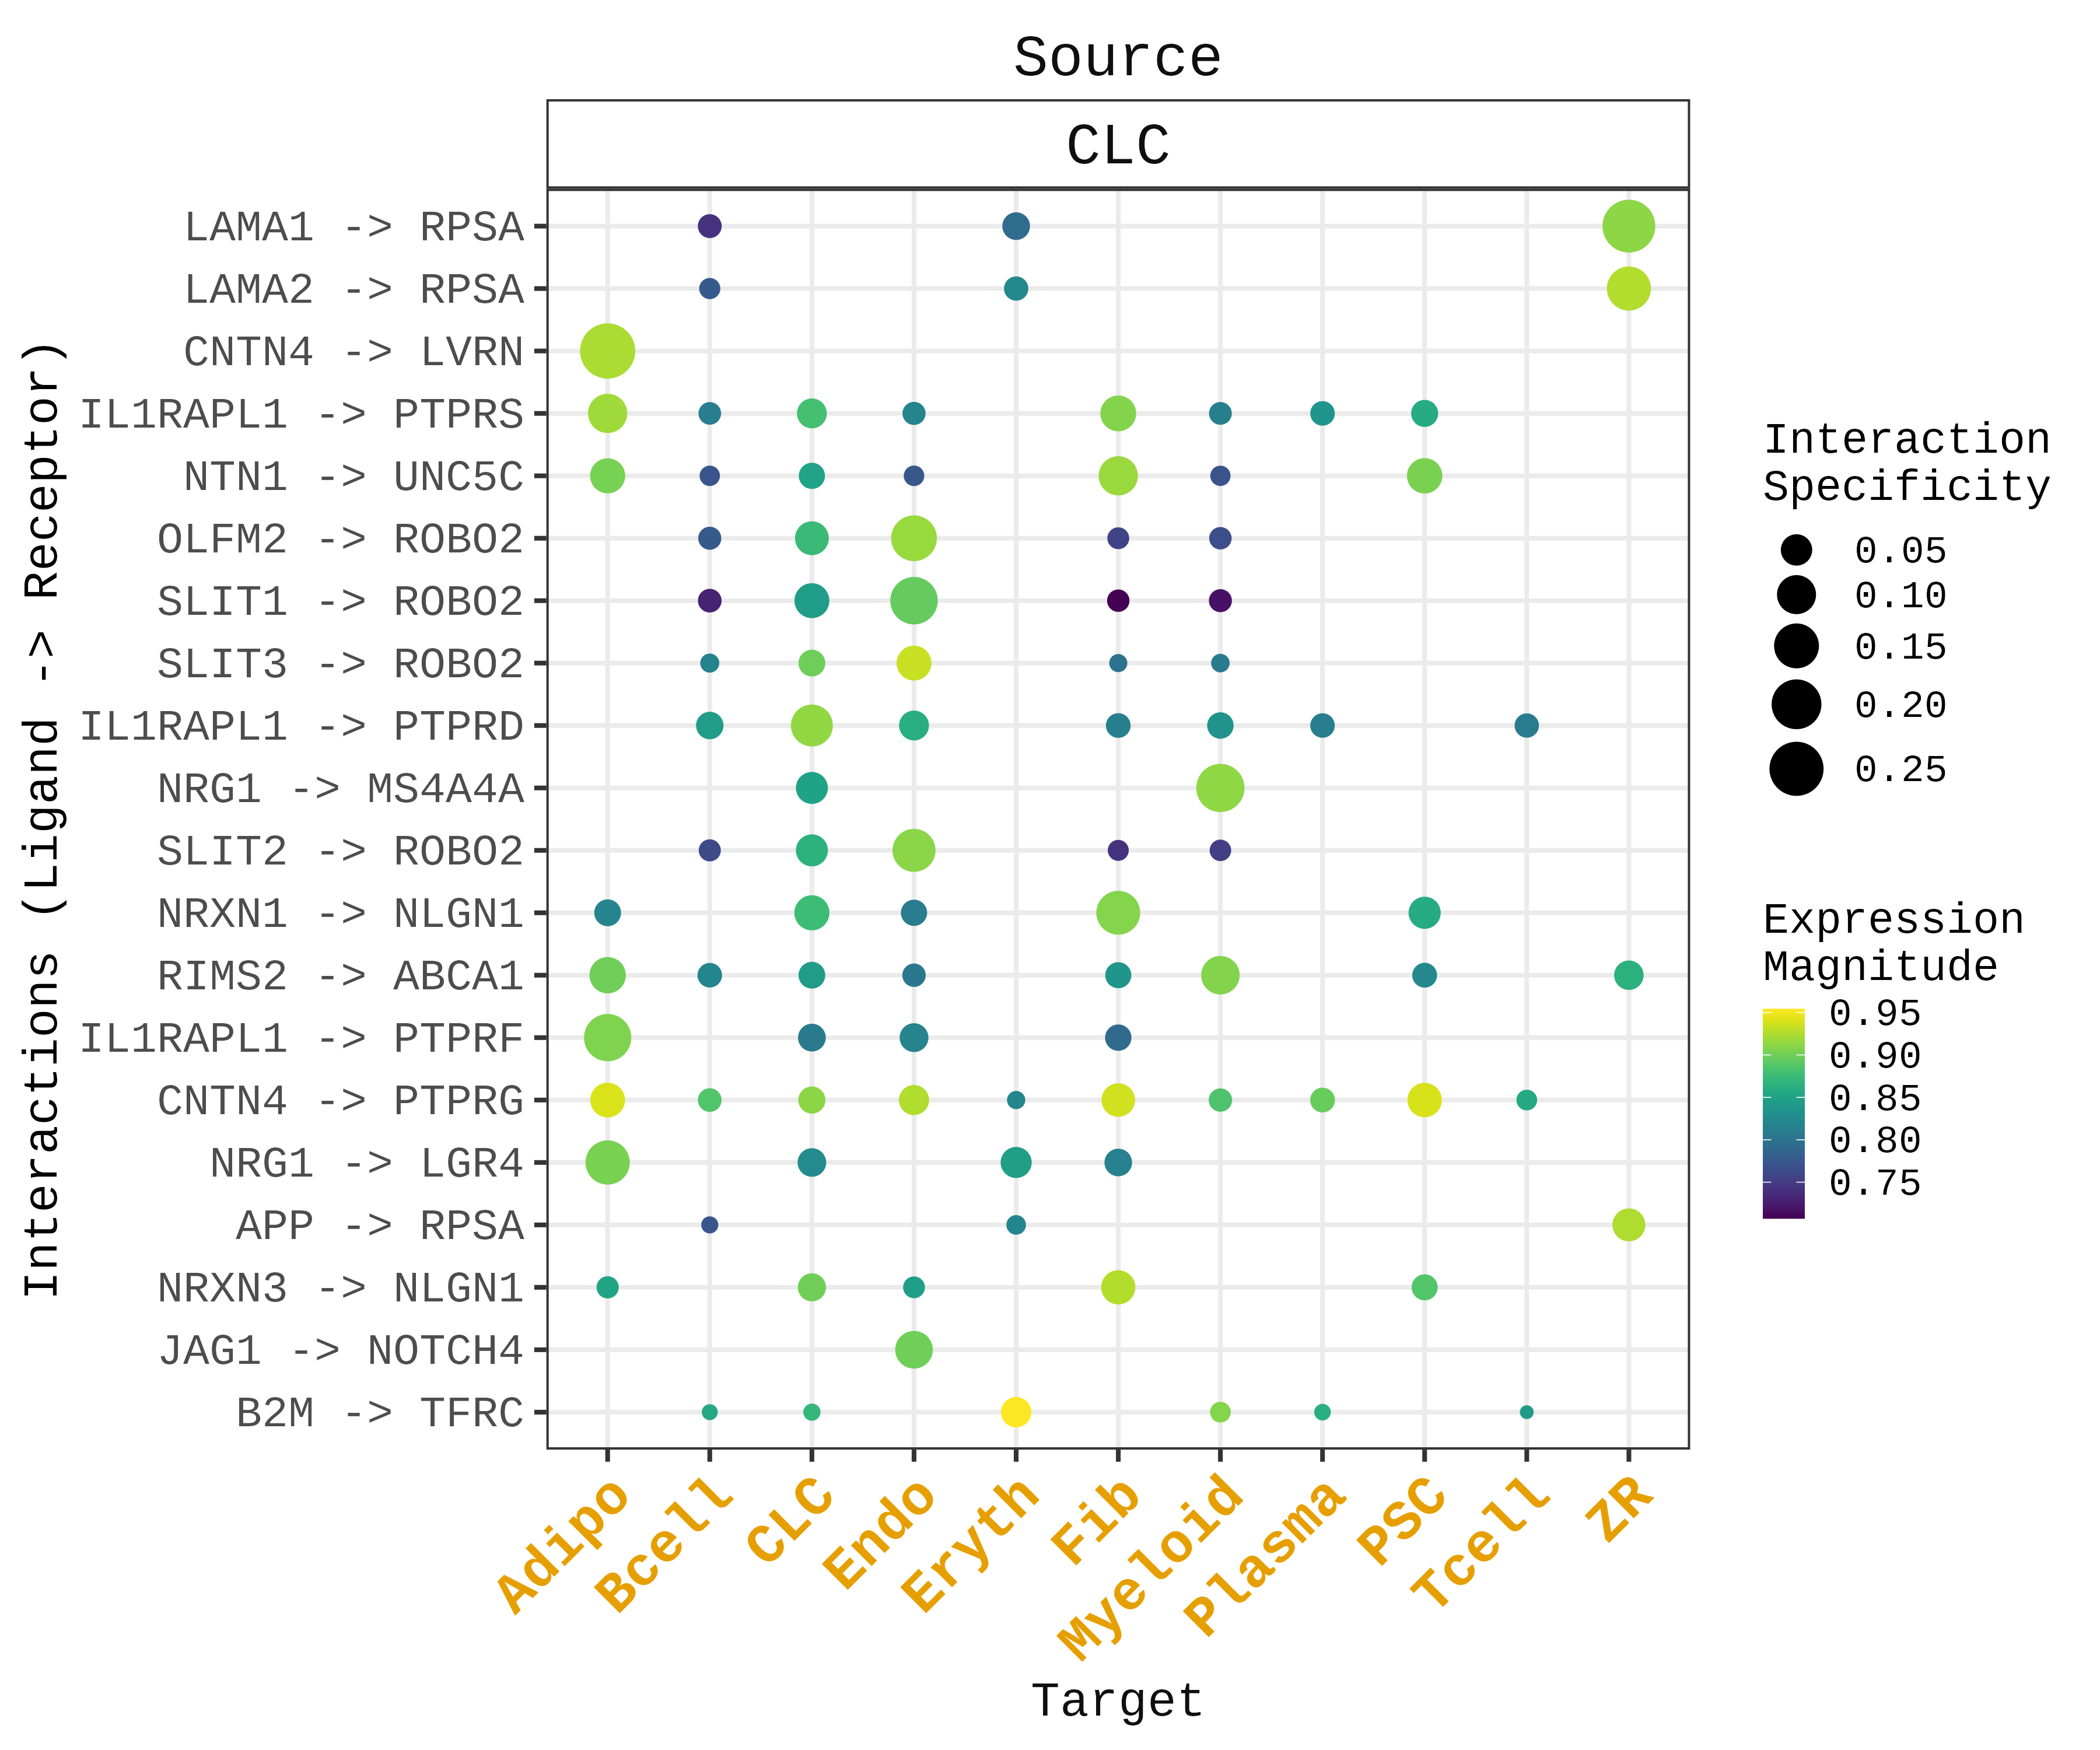 Source
CLC
Interactions (Ligand -> Receptor)
LAMA1 -> RPSA
LAMA2 -> RPSA
CNTN4 -> LVRN
IL1RAPL1 -> PTPRS
NTN1 -> UNC5C
OLFM2 -> ROBO2
SLIT1 -> ROBO2
SLIT3 -> ROBO2
IL1RAPL1 -> PTPRD
NRG1 -> MS4A4A
SLIT2 -> ROBO2
NRXN1 -> NLGN1
RIMS2 -> ABCA1
IL1RAPL1 -> PTPRF
CNTN4 -> PTPRG
NRG1 -> LGR4
APP -> RPSA
NRXN3 -> NLGN1
JAG1 -> NOTCH4
B2M -> TFRC
Adipo
Bcell
CLC
Endo
Eryth
Fib
Myeloid
Plasma
PSC
Tcell
ZR
Target
Interaction
Specificity
0.05
0.10
0.15
0.20
0.25
Expression
Magnitude
0.95
0.90
0.85
0.80
0.75